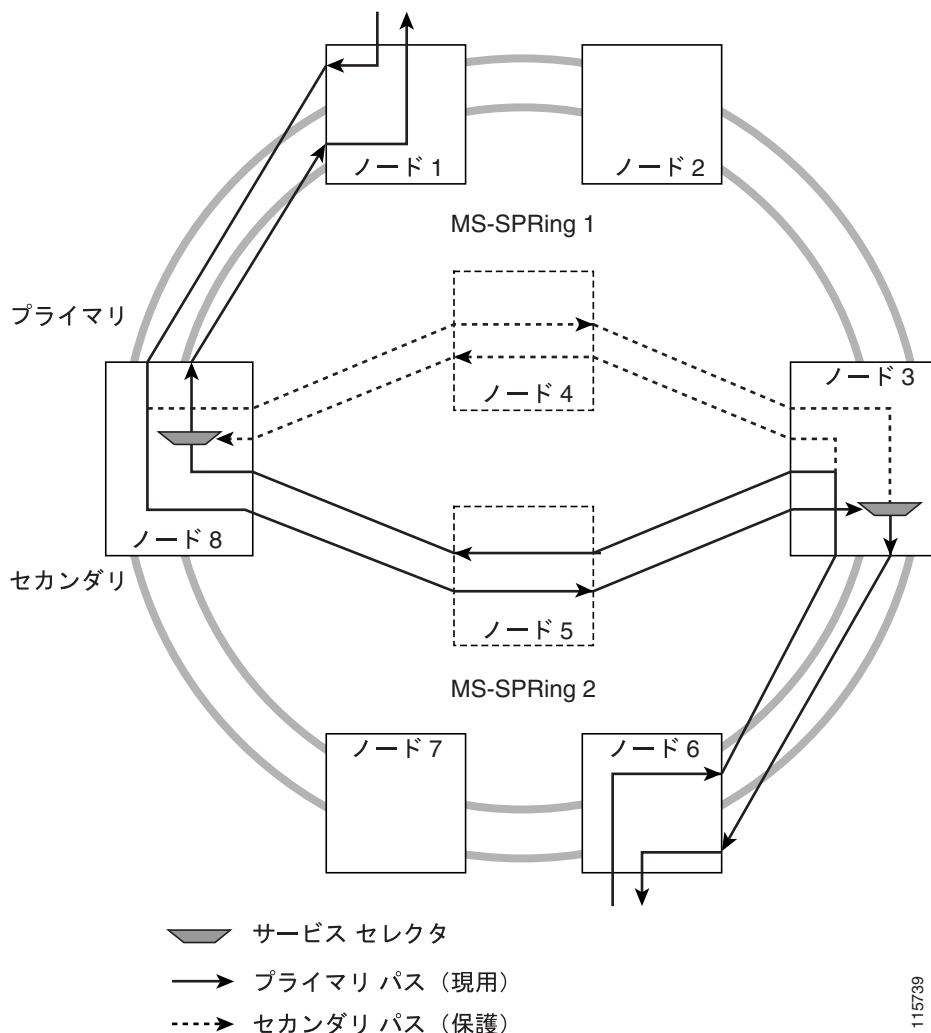 ノード 1
ノード 2
MS-SPRing 1
プライマリ
ノード 4
ノード 3
ノード 8
セカンダリ
ノード 5
MS-SPRing 2
ノード 7
ノード 6
サービス セレクタ
プライマリ パス（現用）
セカンダリ パス（保護）
115739